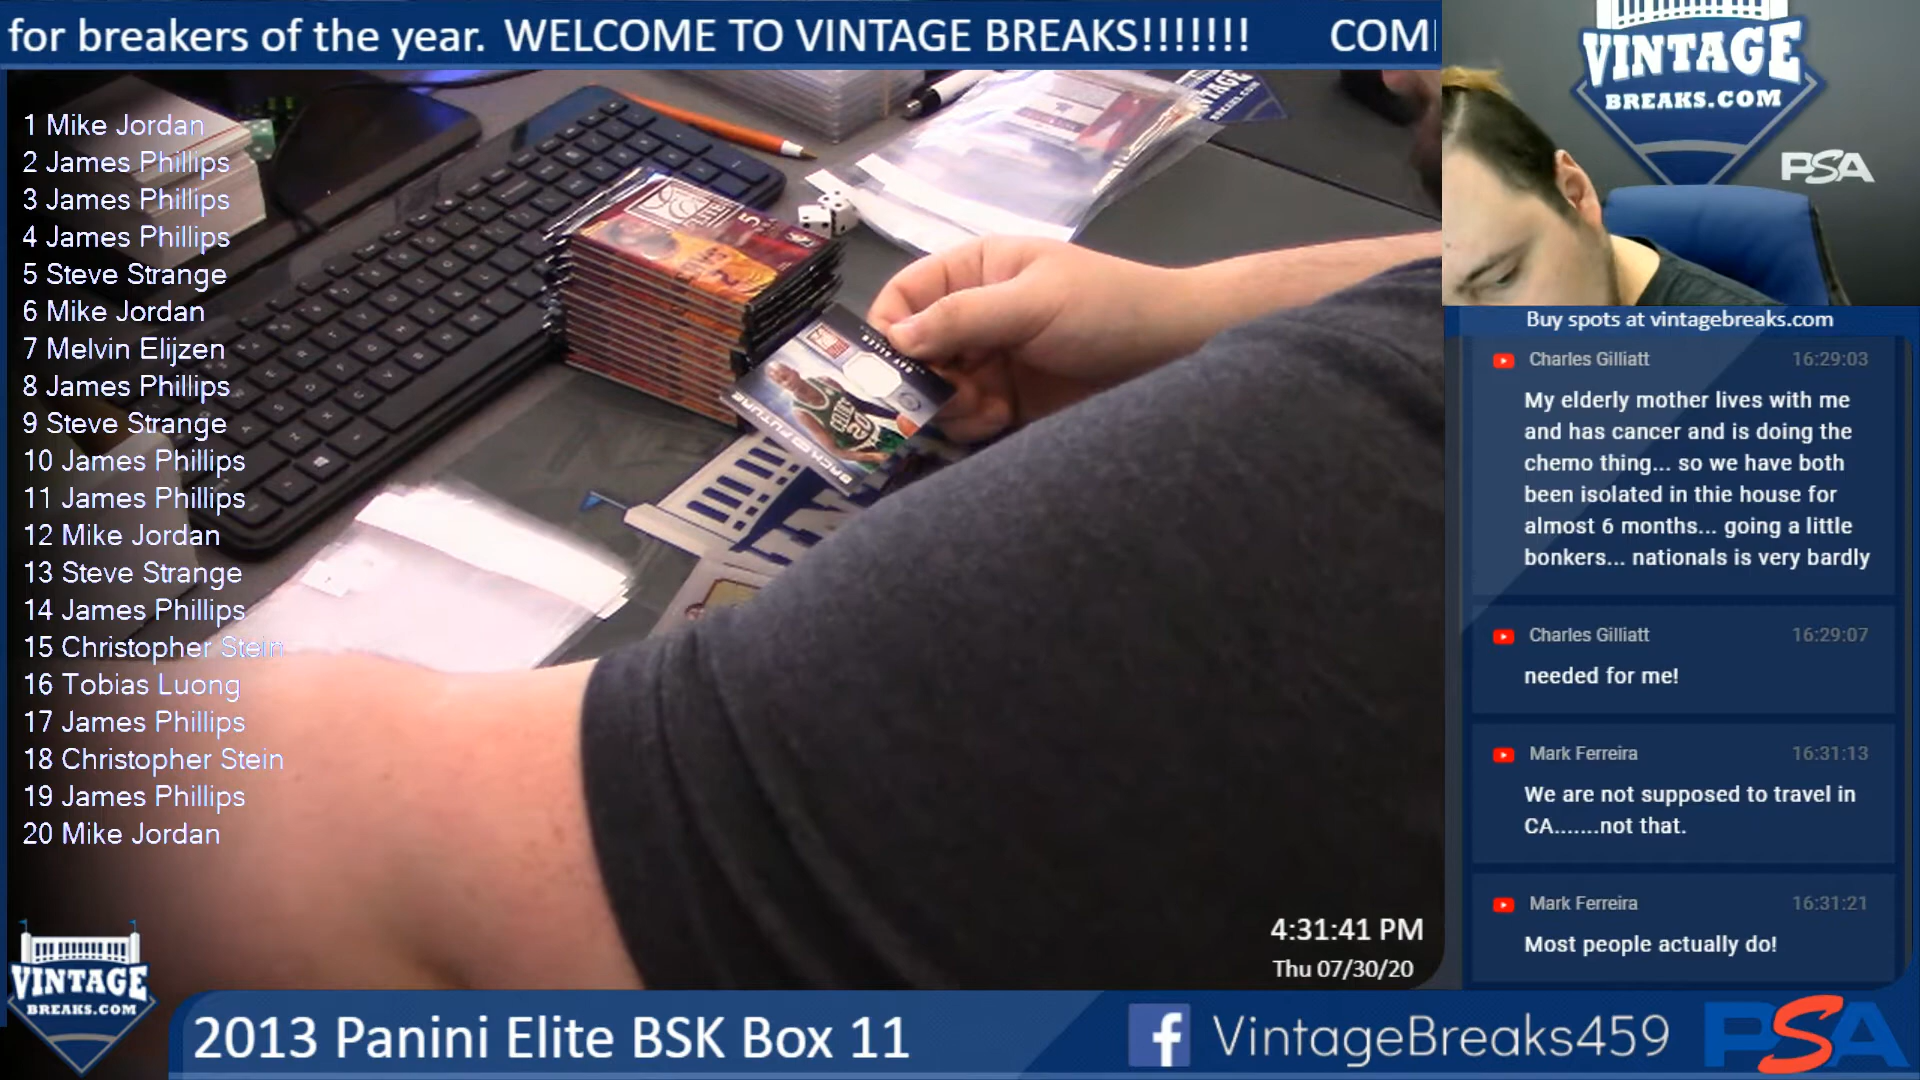 for breakers of the year. WELCOME TO VINTAGE BREAKS!!!!!!! COM
VINTAGE
BREAKS.COM
PSA
1 Mike Jordan
2 James Phillips
3 James Phillips
4 James Phillips
5 Steve Strange
6 Mike Jordan
7 Melvin Elijzen
8 James Phillips
9 Steve Strange
10 James Phillips
11 James Phillips
12 Mike Jordan
13 Steve Strange
14 James Phillips
15 Christopher Stein
16 Tobias Luong
17 James Phillips
18 Christopher Stein
19 James Phillips
20 Mike Jordan
ELITE
RAY ALLEN
20
BACK TO THE FUTURE
Buy spots at vintagebreaks.com
Charles Gilliatt 16:29:03
My elderly mother lives with me
and has cancer and is doing the
chemo thing... so we have both
been isolated in thie house for
almost 6 months... going a little
bonkers... nationals is very bardly
Charles Gilliatt 16:29:07
needed for me!
Mark Ferreira 16:31:13
We are not supposed to travel in
CA.......not that.
Mark Ferreira 16:31:21
Most people actually do!
4:31:41 PM
Thu 07/30/20
VINTAGE
BREAKS.COM
2013 Panini Elite BSK Box 11
f VintageBreaks459
PSA